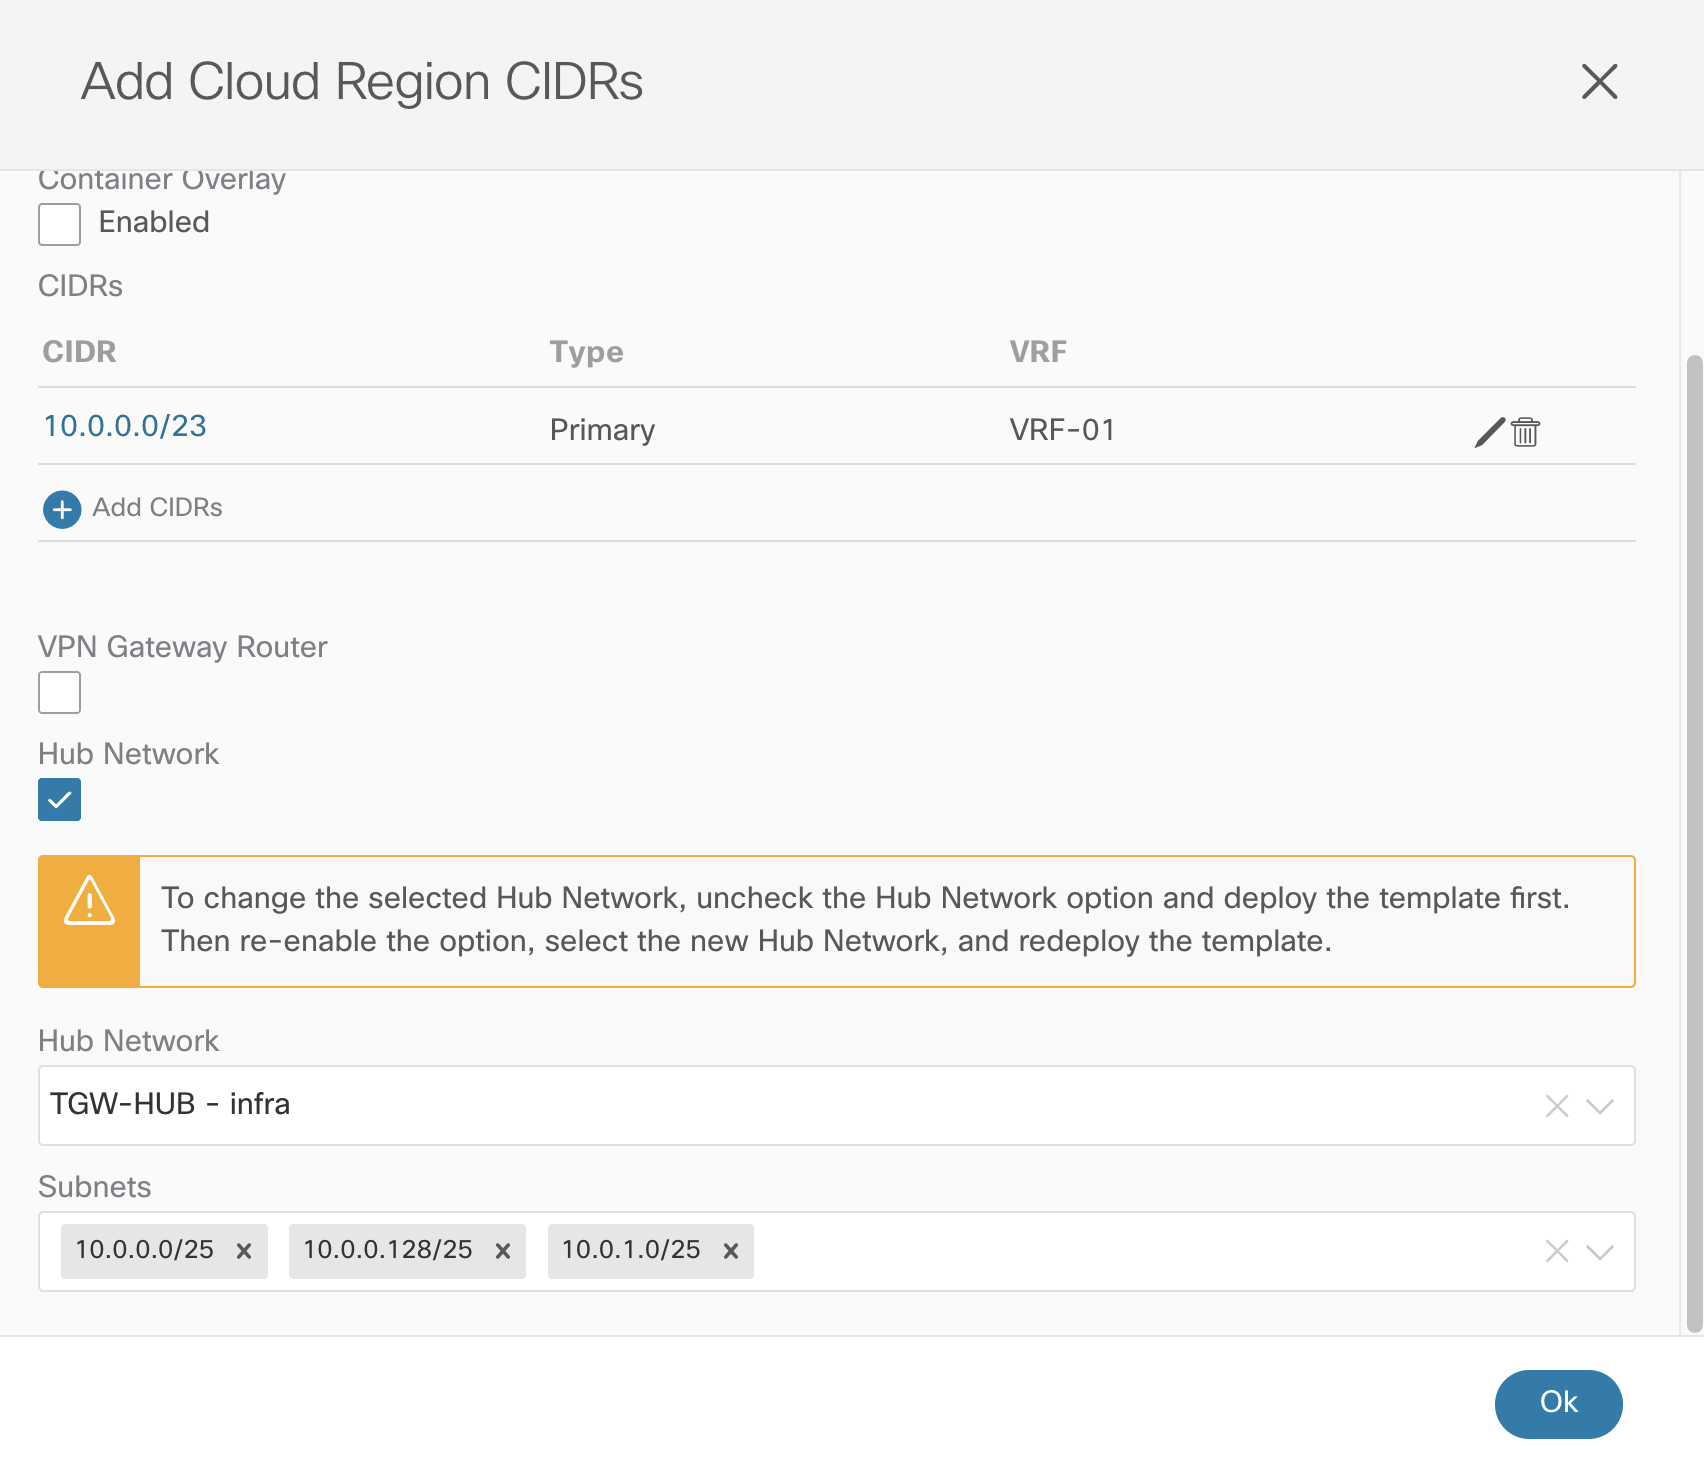 Add Cloud Region CIDRs
Container Overlay
Enabled
CIDRs
CIDR Type VRF
10.0.0.0/23 Primary VRF-01
Add CIDRs
VPN Gateway Router
Hub Network
To change the selected Hub Network, uncheck the Hub Network option and deploy the template first.
Then re-enable the option, select the new Hub Network, and redeploy the template.
Hub Network
TGW-HUB - infra
Subnets
10.0.0.0/25 10.0.0.128/25 10.0.1.0/25
Ok